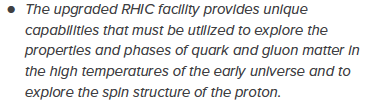 • The upgraded RHIC facility provides unique
capabilities that must be utilized to explore the
properties and phases of quark and gluon matter in
the high temperatures of the early universe and to
explore the spin structure of the proton.